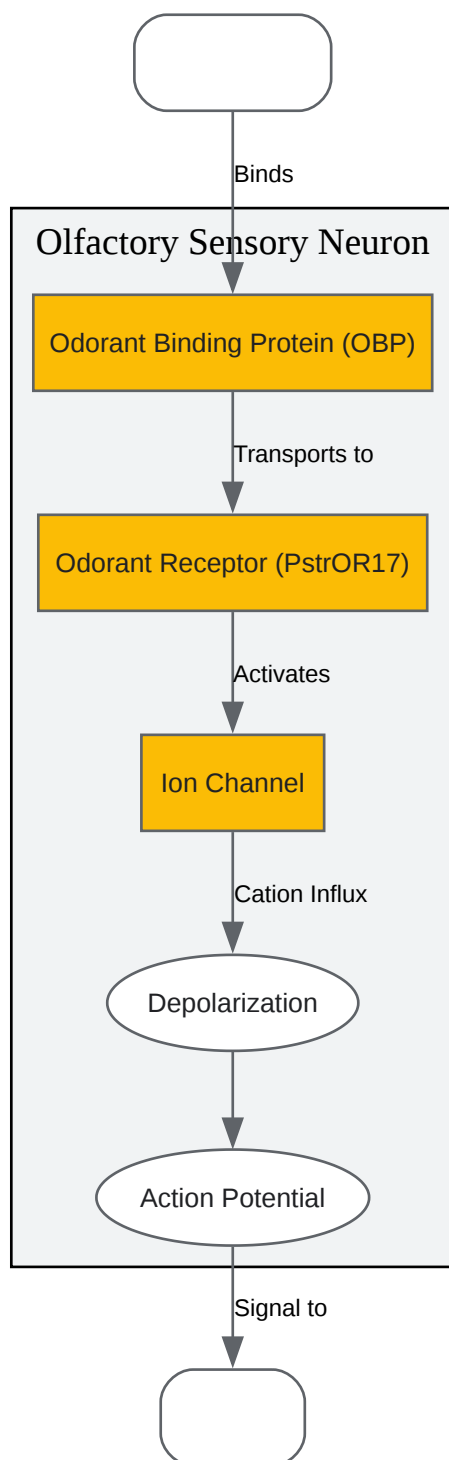 Binds
Olfactory Sensory Neuron
Odorant Binding Protein (OBP)
Transports to
Odorant Receptor (PstrOR17)
Activates
Ion Channel
Cation Influx
Depolarization
Action Potential
Signal to